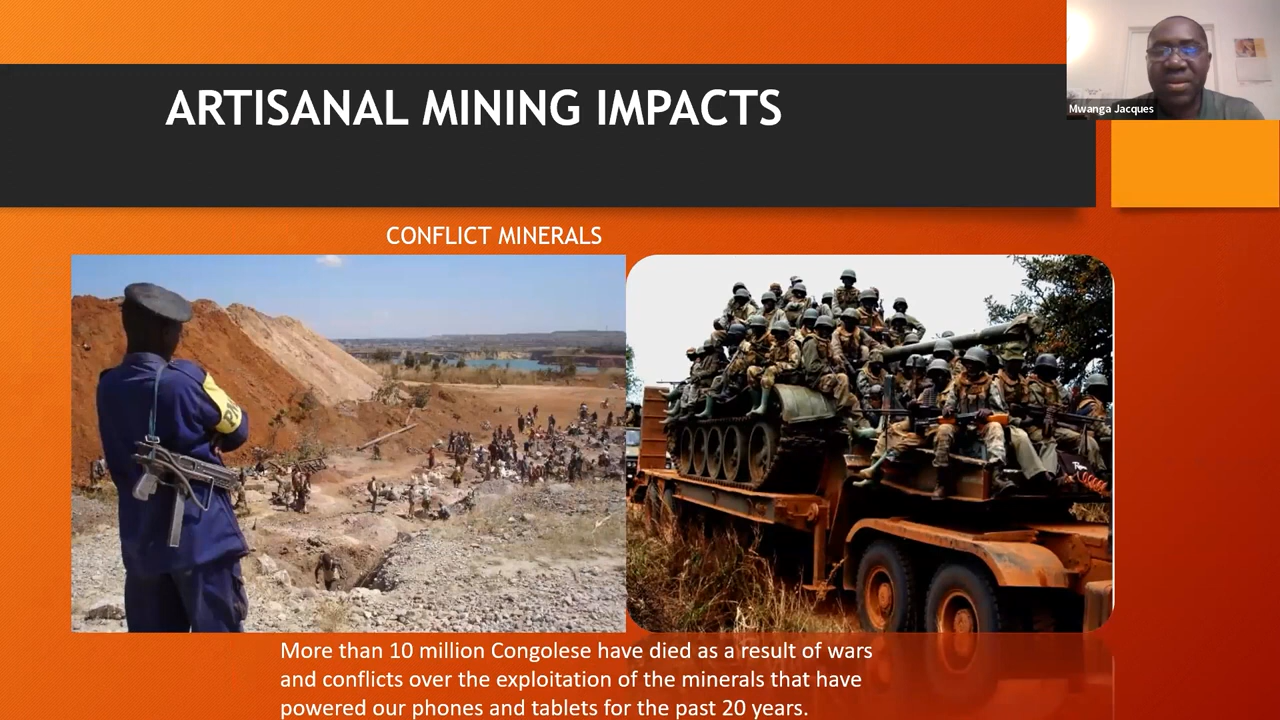 ARTISANAL MINING IMPACTS
Mwanga Jacques
CONFLICT MINERALS
More than 10 million Congolese have died as a result of wars
and conflicts over the exploitation of the minerals that have
powered our phones and tablets for the past 20 years.